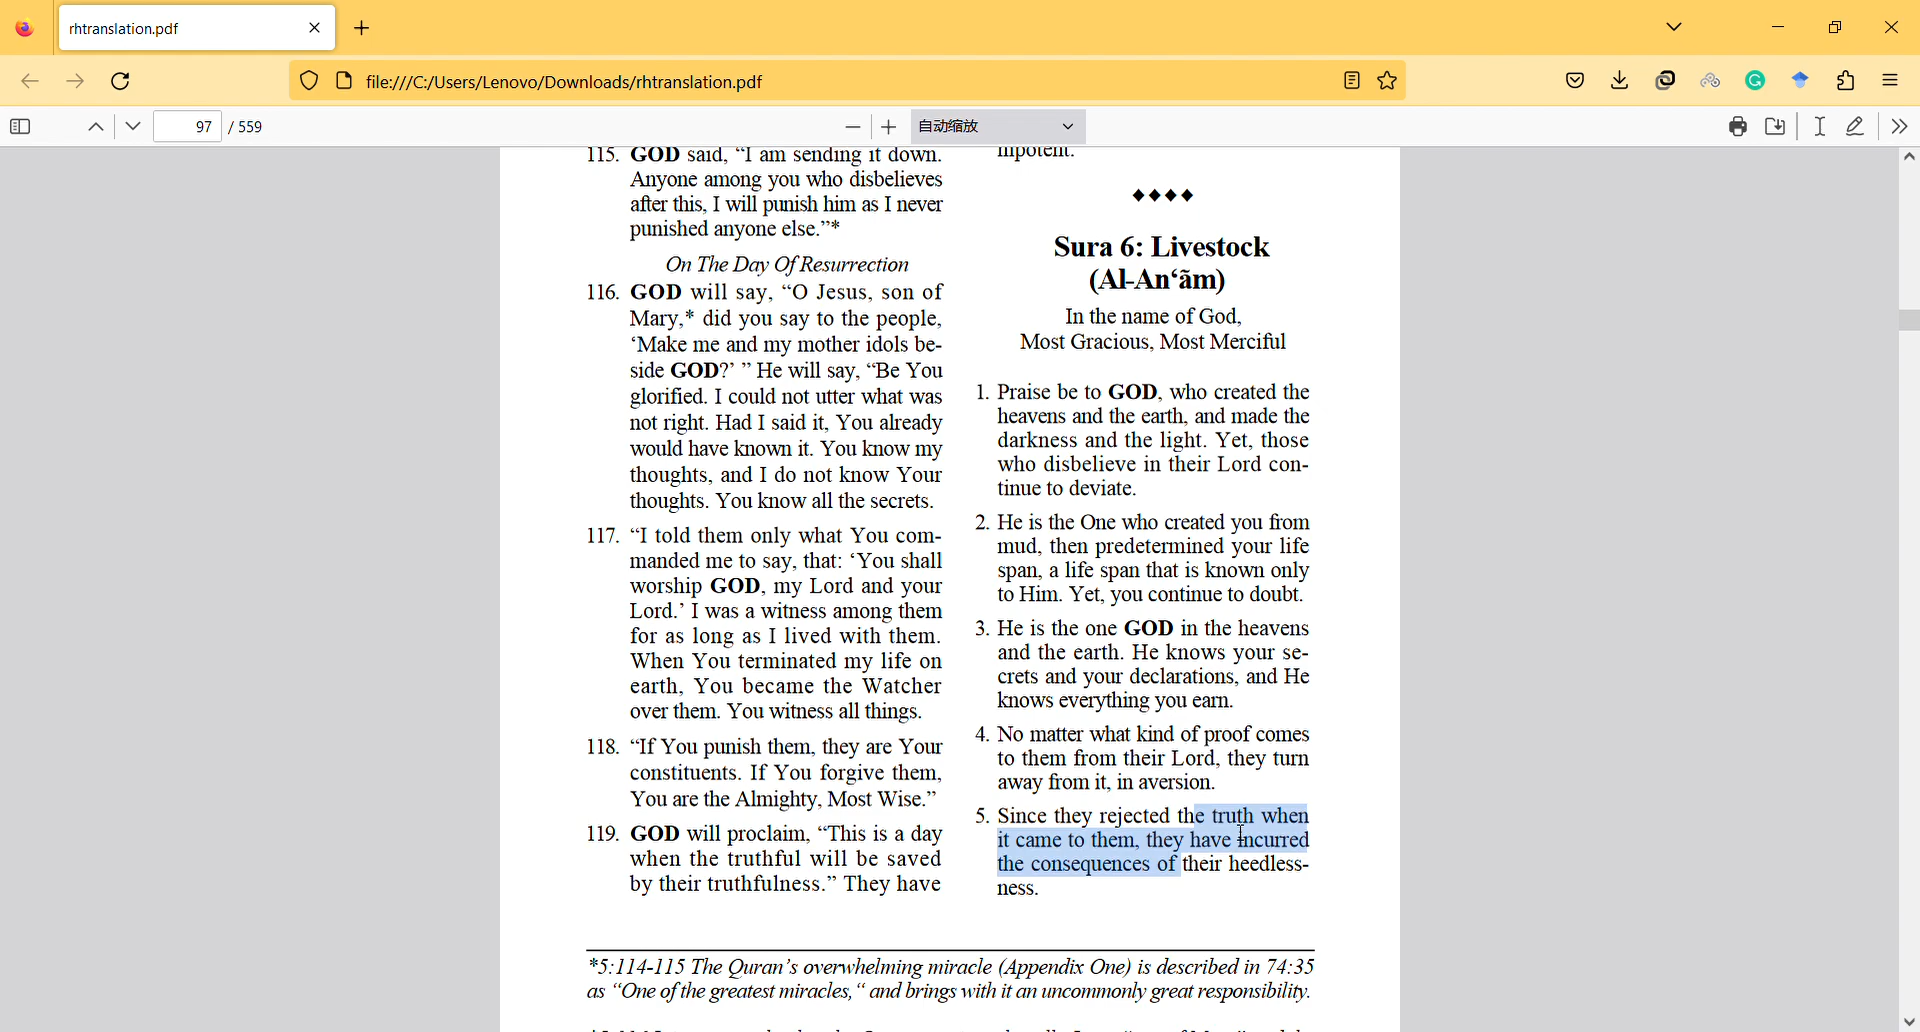 rhtranslation.pdf
file:///C:/Users/Lenovo/Downloads/rhtranslation.pdf
97 / 559
自动缩放
115. GOD said, “I am sending it down.
Anyone among you who disbelieves
after this, I will punish him as I never
punished anyone else.”*
On The Day Of Resurrection
116. GOD will say, “O Jesus, son of
Mary,* did you say to the people,
‘Make me and my mother idols be-
side GOD?’ ” He will say, “Be You
glorified. I could not utter what was
not right. Had I said it, You already
would have known it. You know my
thoughts, and I do not know Your
thoughts. You know all the secrets.
117. “I told them only what You com-
manded me to say, that: ‘You shall
worship GOD, my Lord and your
Lord.’ I was a witness among them
for as long as I lived with them.
When You terminated my life on
earth, You became the Watcher
over them. You witness all things.
118. “If You punish them, they are Your
constituents. If You forgive them,
You are the Almighty, Most Wise.”
119. GOD will proclaim, “This is a day
when the truthful will be saved
by their truthfulness.” They have
mpotent.
Sura 6: Livestock
(Al-An‘ãm)
In the name of God,
Most Gracious, Most Merciful
1. Praise be to GOD, who created the
heavens and the earth, and made the
darkness and the light. Yet, those
who disbelieve in their Lord con-
tinue to deviate.
2. He is the One who created you from
mud, then predetermined your life
span, a life span that is known only
to Him. Yet, you continue to doubt.
3. He is the one GOD in the heavens
and the earth. He knows your se-
crets and your declarations, and He
knows everything you earn.
4. No matter what kind of proof comes
to them from their Lord, they turn
away from it, in aversion.
5. Since they rejected the truth when
it came to them, they have incurred
the consequences of their heedless-
ness.
*5:114-115 The Quran’s overwhelming miracle (Appendix One) is described in 74:35
as “One of the greatest miracles,“ and brings with it an uncommonly great responsibility.